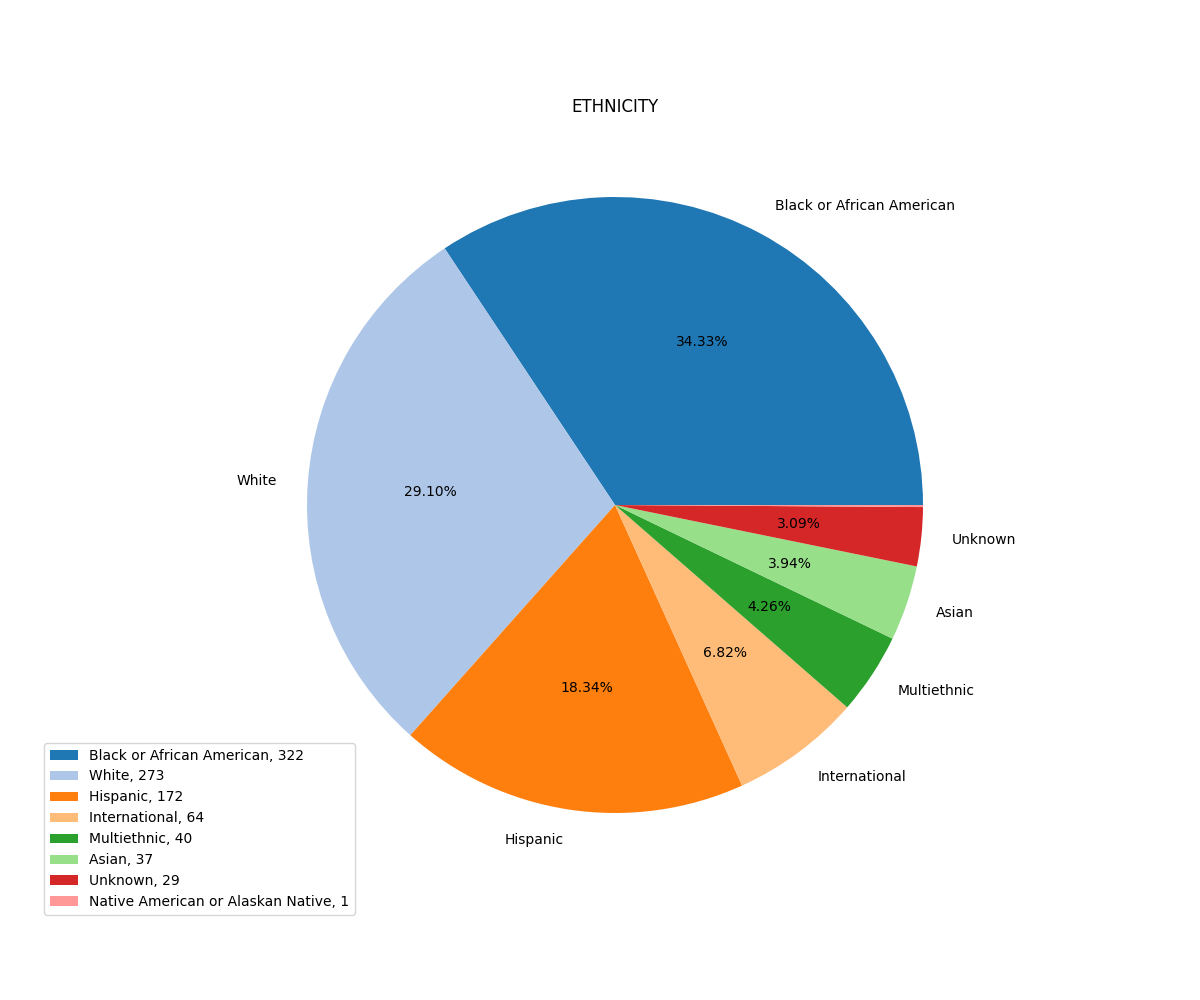 ETHNICITY
Black or African American
34.33%
White
29.10%
3.09%
Unknown
3.94%
4.26%
Asian
6.82%
18.34%
Multiethnic
International
Hispanic
Black or African American, 322
White, 273
Hispanic, 172
International, 64
Multiethnic, 40
Asian, 37
Unknown, 29
Native American or Alaskan Native, 1